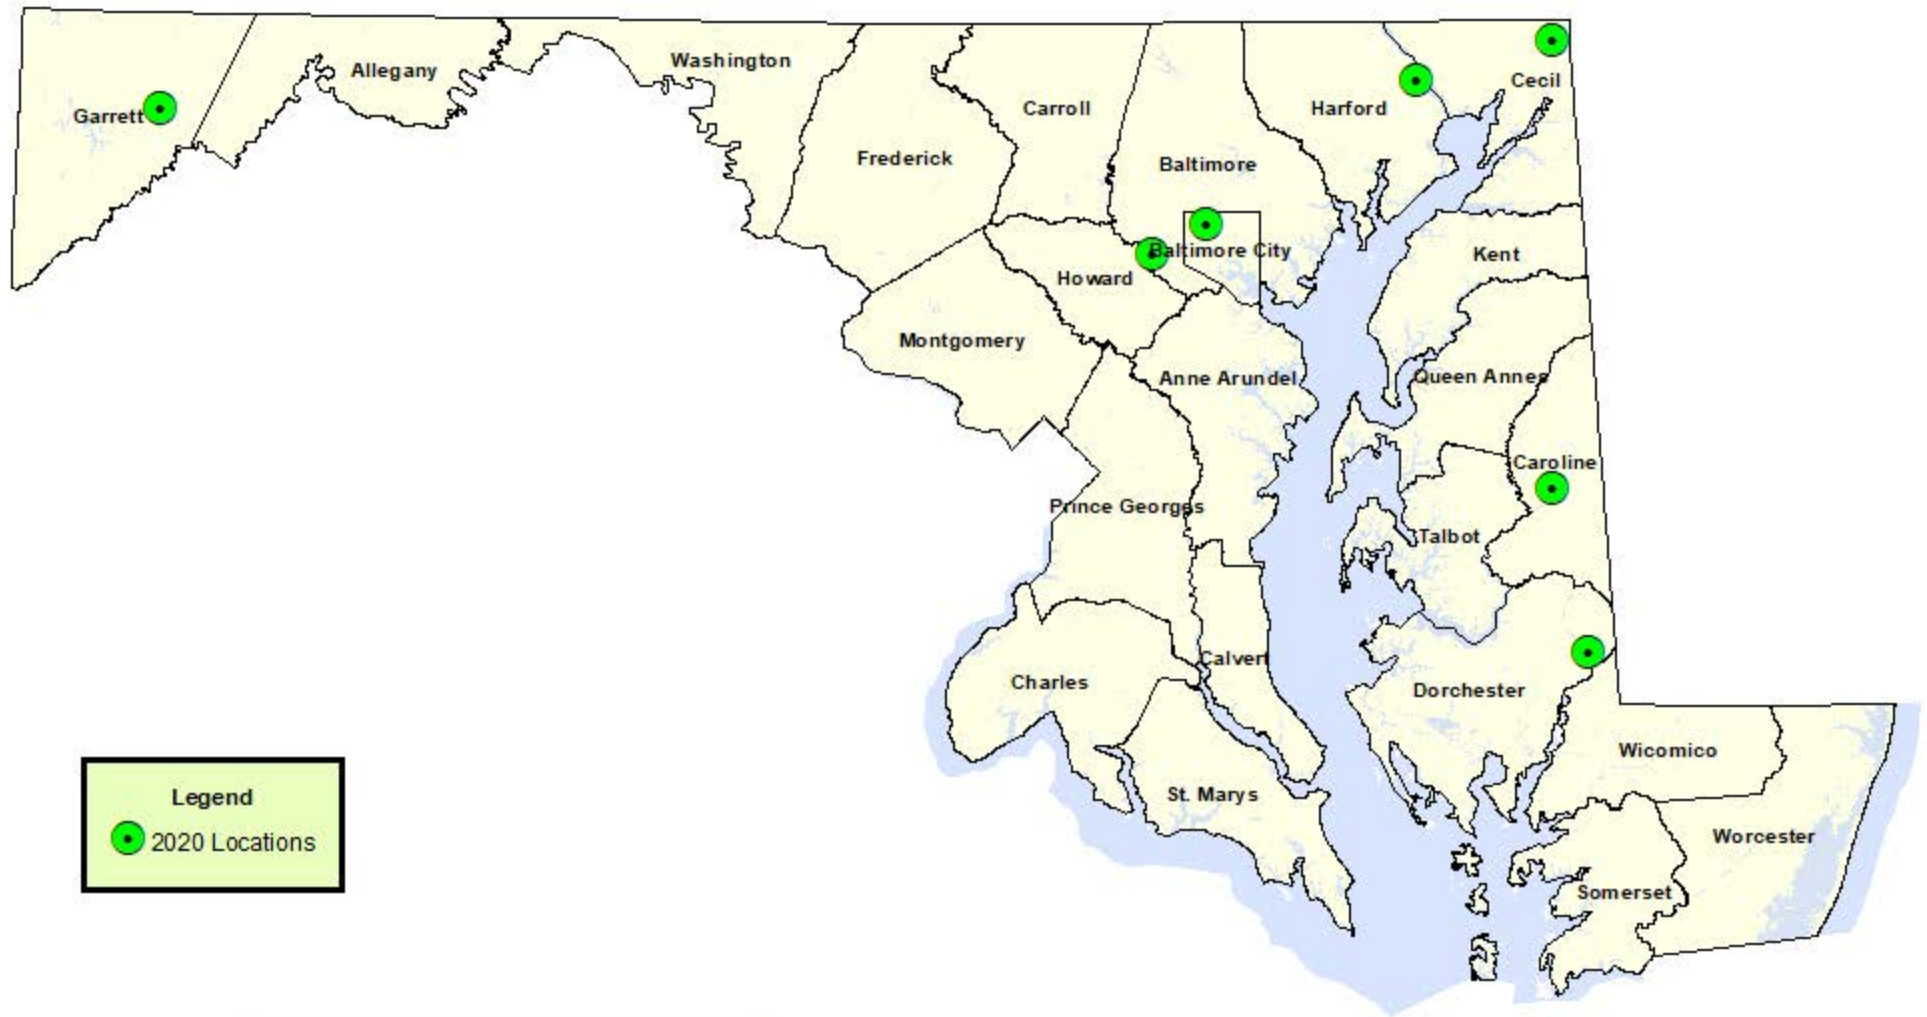 Washington
Allegany
Cecil
Garrett
Carroll
Harford
Frederick
Baltimore
Baltimore City
Kent
Howard
Montgomery
Anne Arundel
Queen Annes
Caroline
Prince Georges
Talbot
Calvert
Charles
Dorchester
Wicomico
St. Marys
Worcester
Somerset
Legend
2020 Locations